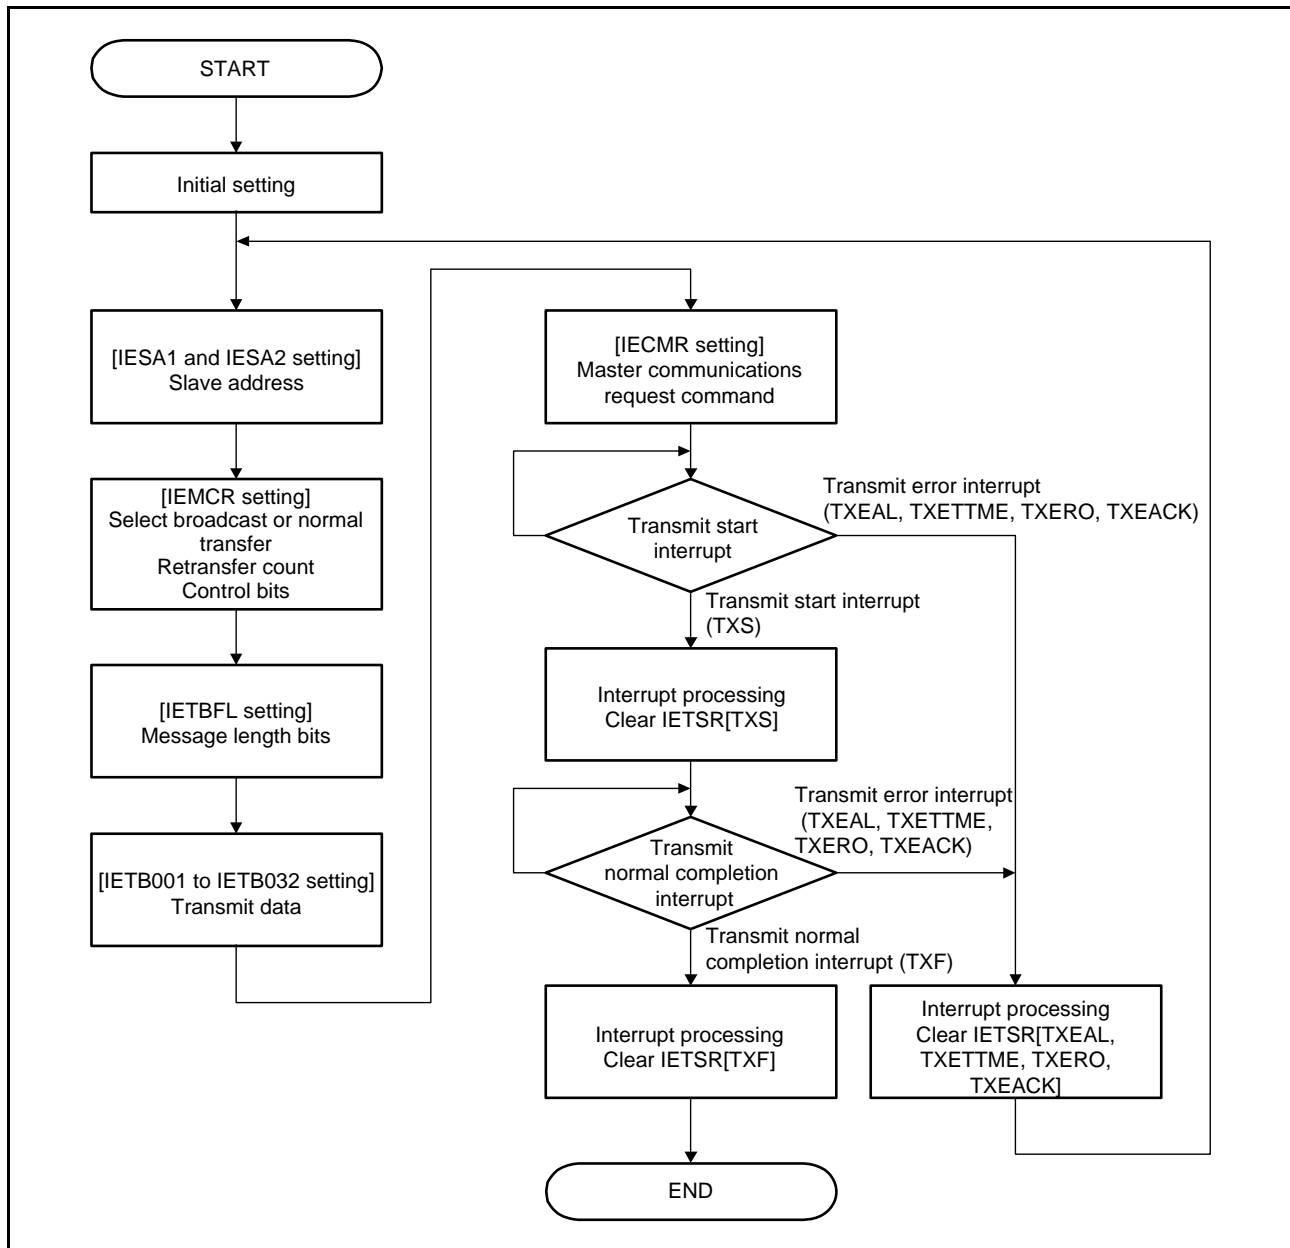 START
Initial setting
[IESA1 and IESA2 setting]
Slave address
[IEMCR setting]
Select broadcast or normal
transfer
Retransfer count
Control bits
[IETBFL setting]
Message length bits
[IETB001 to IETB032 setting]
Transmit data
[IECMR setting]
Master communications
request command
Transmit start
interrupt
Transmit error interrupt
(TXEAL, TXETTME, TXERO, TXEACK)
Transmit start interrupt
(TXS)
Interrupt processing
Clear IETSR[TXS]
Transmit
normal completion
interrupt
Transmit error interrupt
(TXEAL, TXETTME,
TXERO, TXEACK)
Transmit normal
completion interrupt (TXF)
Interrupt processing
Clear IETSR[TXF]
Interrupt processing
Clear IETSR[TXEAL,
TXETTME, TXERO,
TXEACK]
END